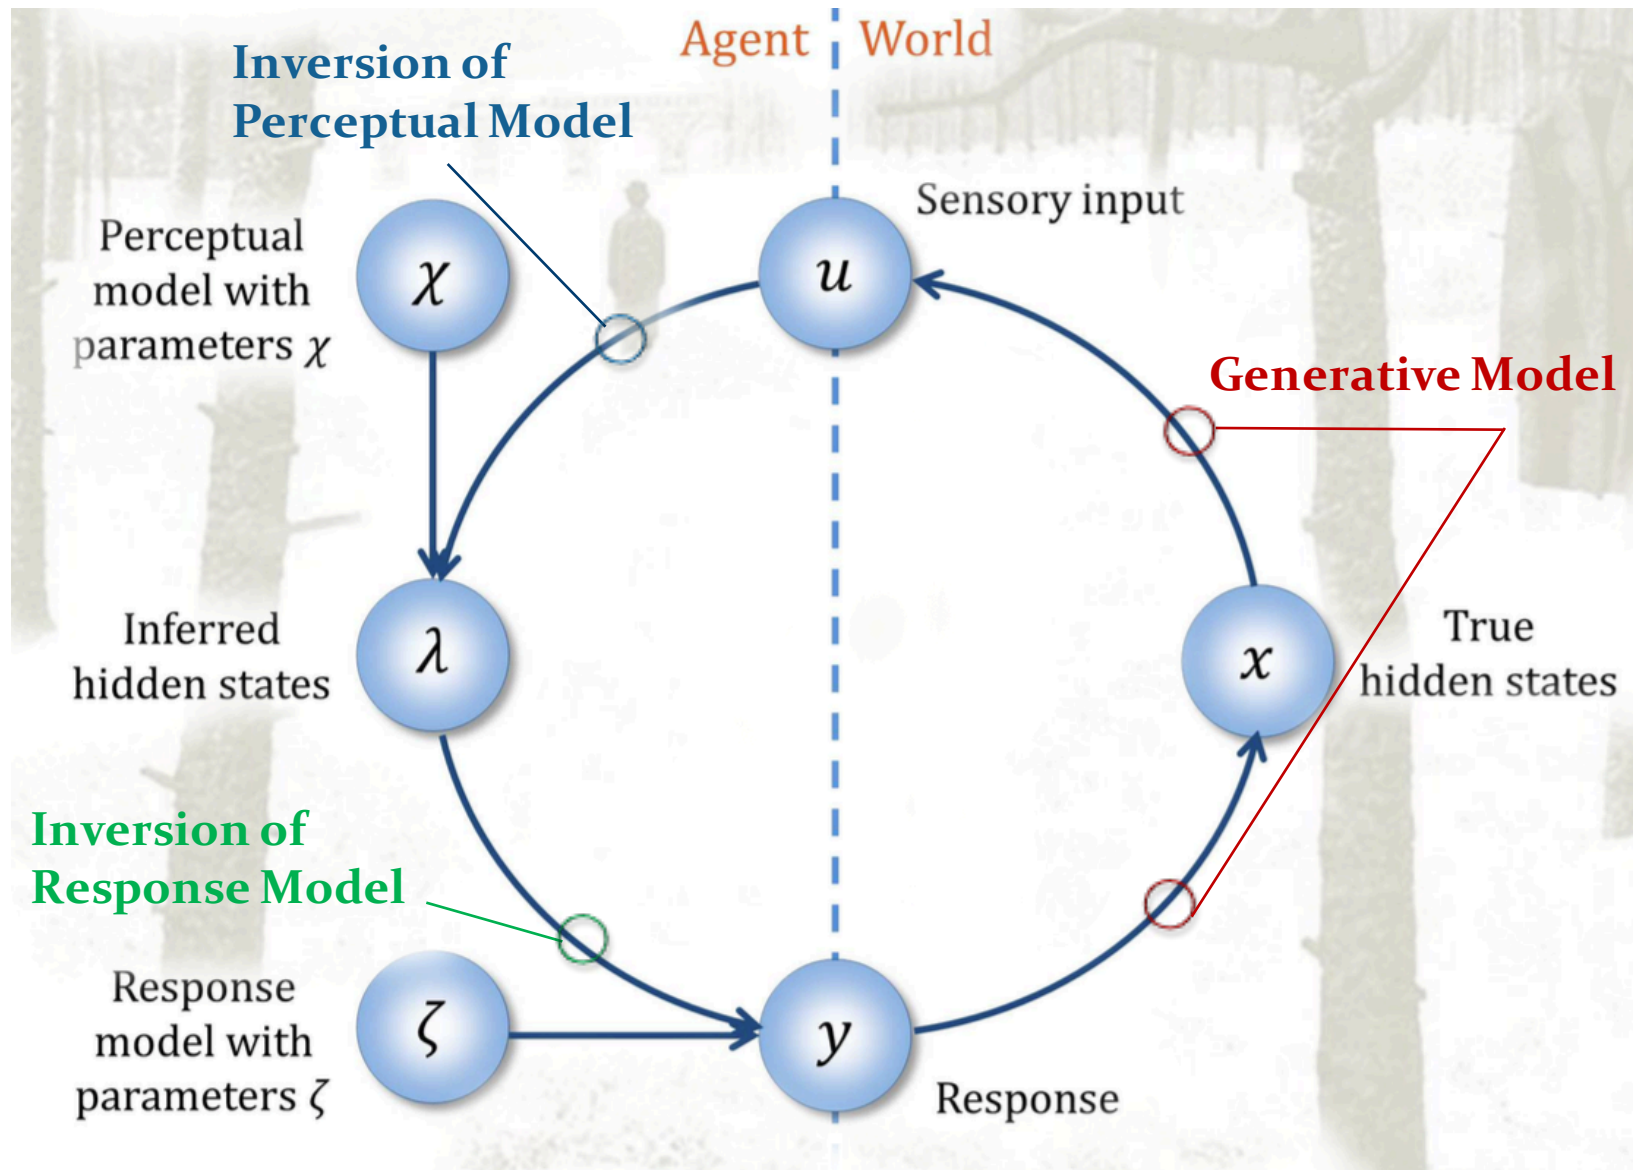 Agent
World
Inversion of
Perceptual Model
Sensory input
Perceptual
model with
parameters χ
χ
u
Generative Model
Inferred
hidden states
λ
x
True
hidden states
Inversion of
Response Model
Response
model with
parameters ζ
ζ
y
Response